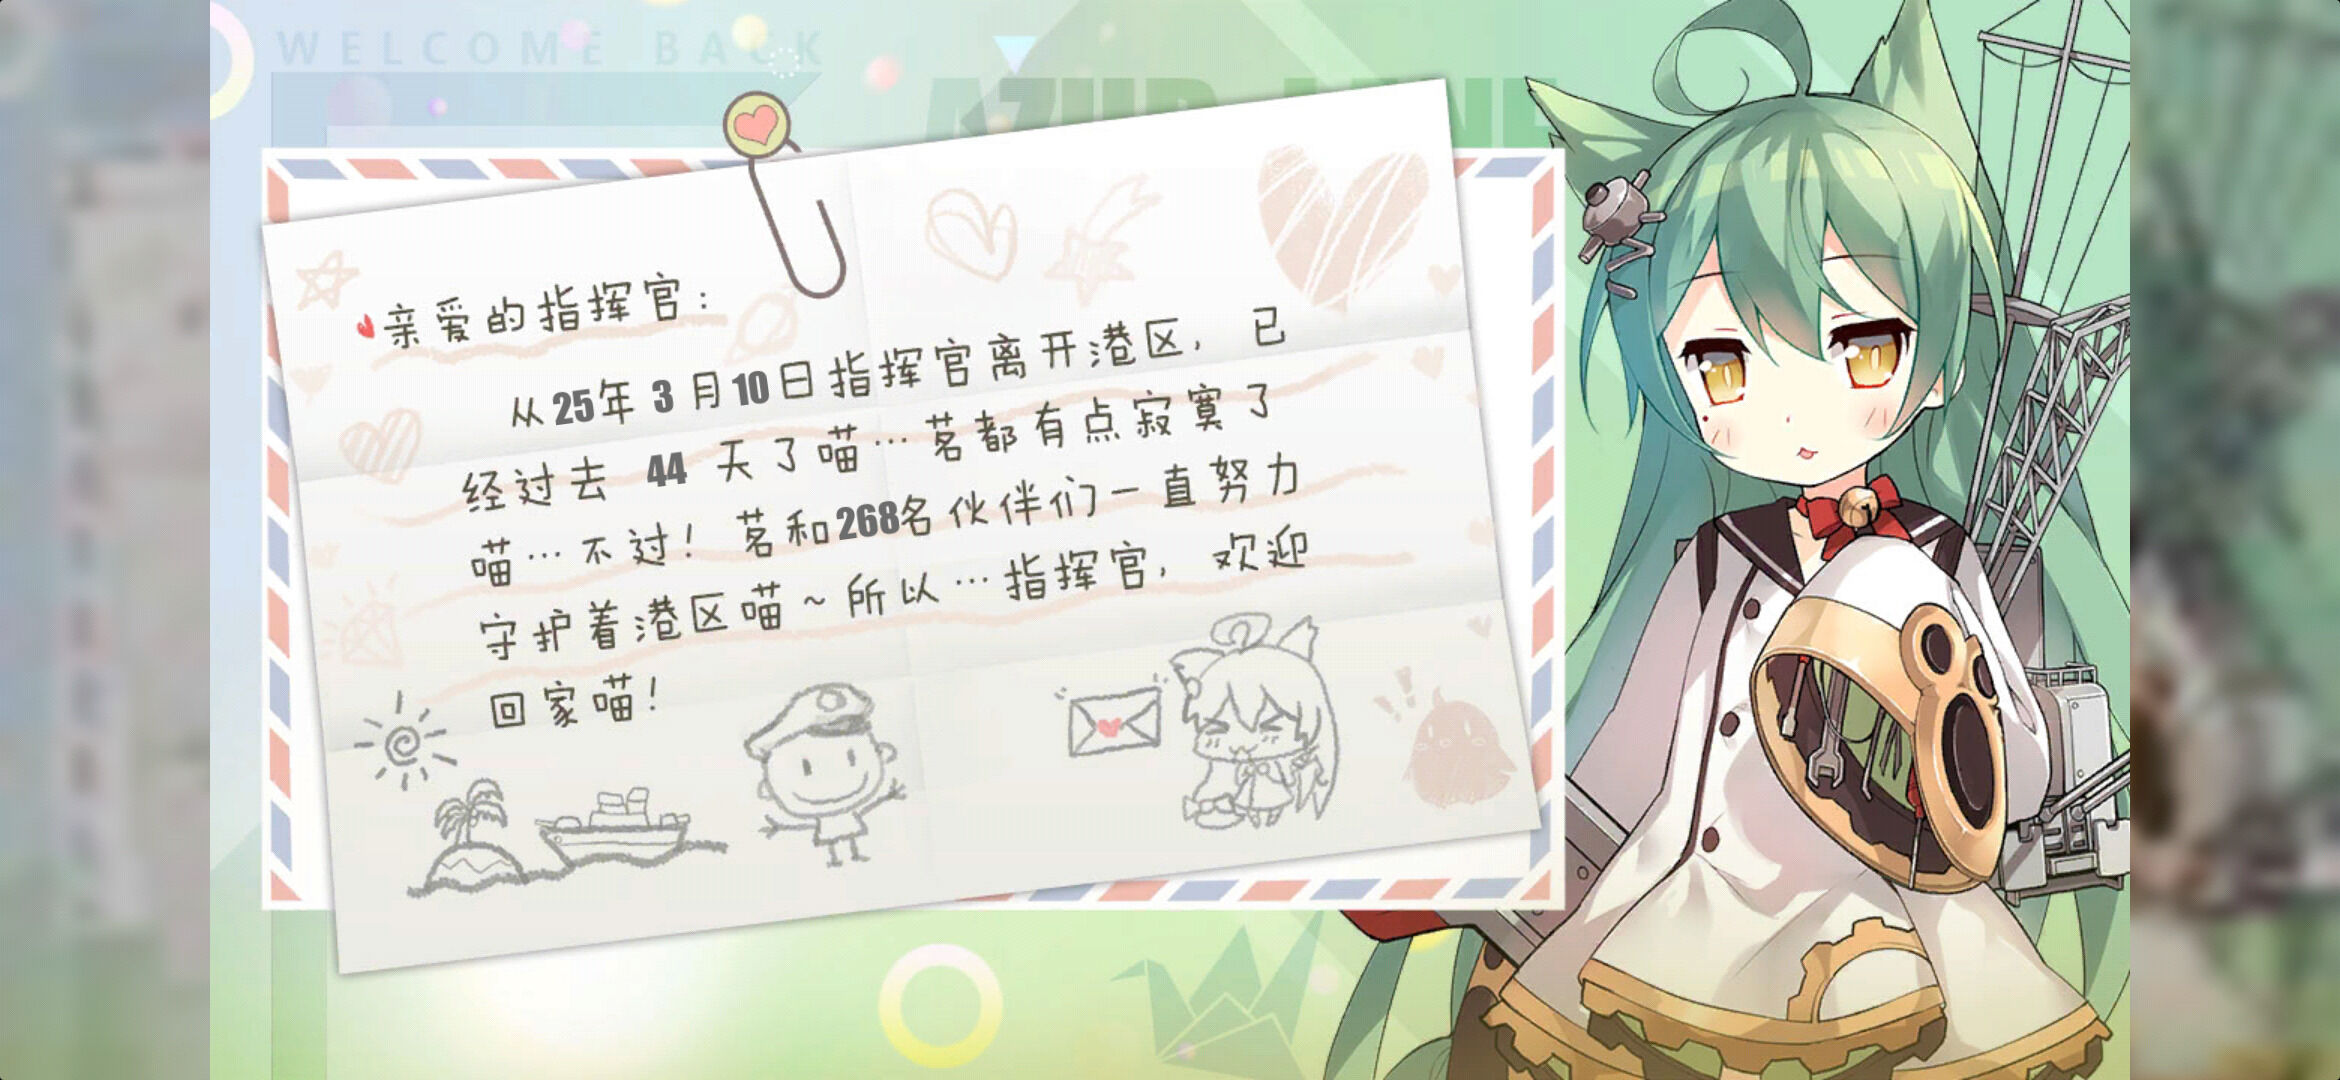 WELCOME BACK
AZUR LANE
亲爱的指挥官：
从25年3月10日指挥官离开港区，已
经过去 44 天了喵…茗都有点寂寞了
喵…不过！茗和268名伙伴们一直努力
守护着港区喵~所以…指挥官，欢迎
回家喵！